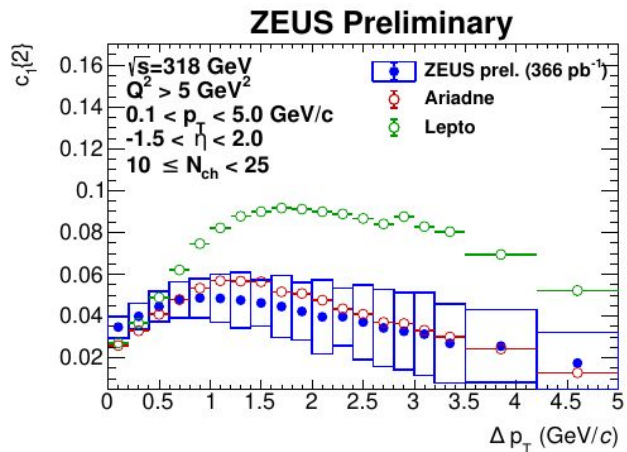 ZEUS Preliminary
c₁{2}
0.16
0.14
0.12
0.1
0.08
0.06
0.04
0.02
√s=318 GeV
Q² > 5 GeV²
0.1 < p_T < 5.0 GeV/c
-1.5 < η < 2.0
10 ≤ N_ch < 25
ZEUS prel. (366 pb⁻¹)
Ariadne
Lepto
0 0.5 1 1.5 2 2.5 3 3.5 4 4.5 5
Δ p_T (GeV/c)